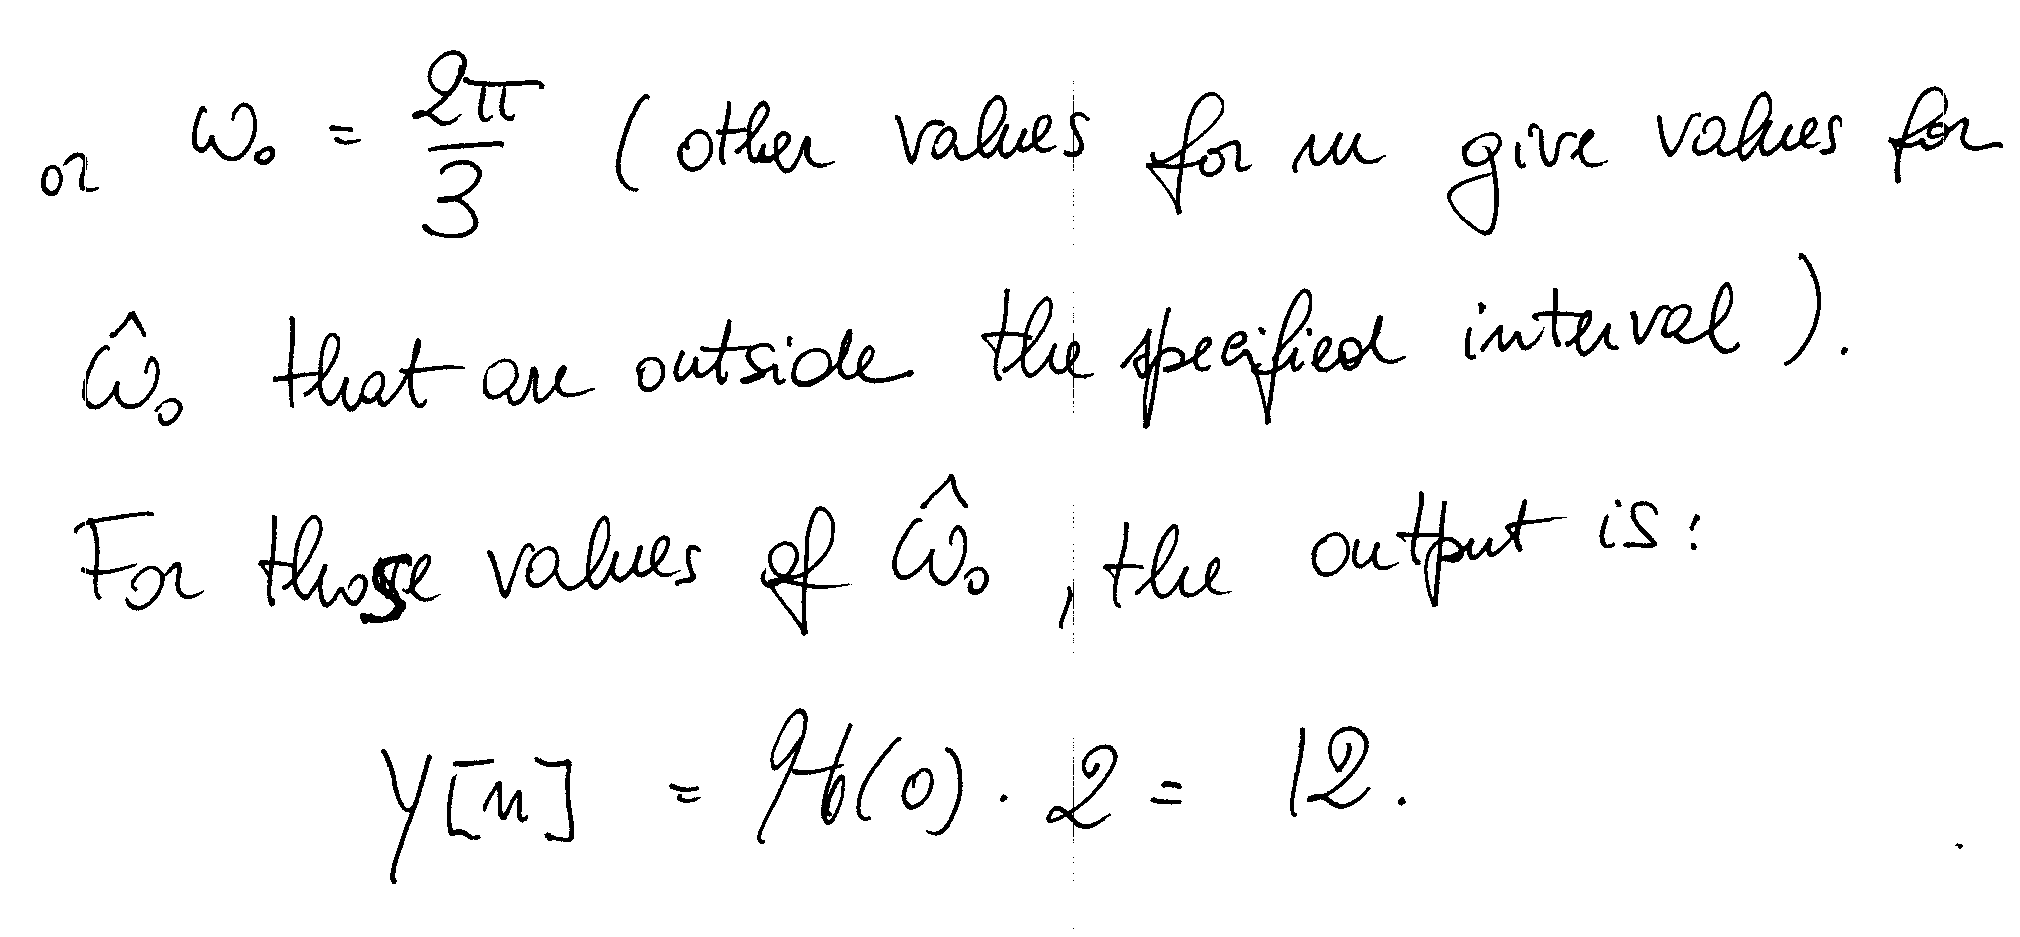 or ω₀ = 2π/3 (other values for m give values for
ω̂₀ that are outside the specified interval).
For those values of ω̂₀, the output is:
y[n] = ℋ(0) · 2 = 12.